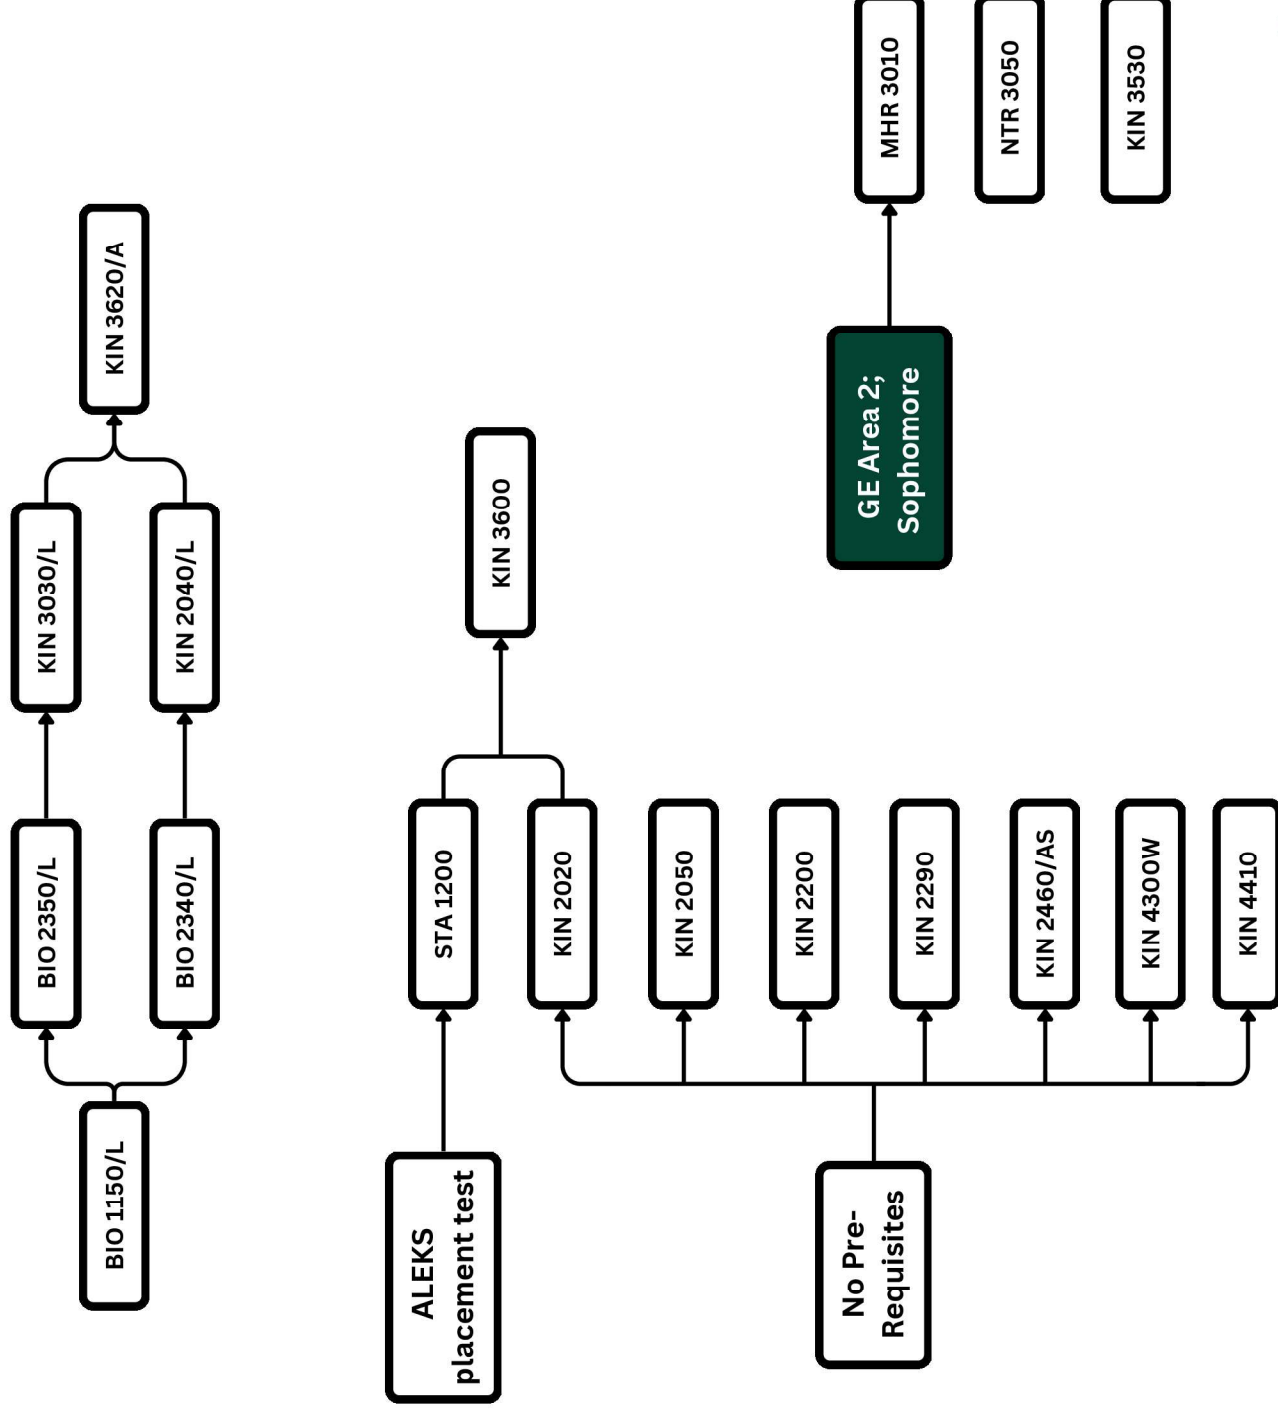 BIO 1150/L
BIO 2350/L
BIO 2340/L
KIN 3030/L
KIN 2040/L
KIN 3620/A
ALEKS
placement test
STA 1200
KIN 2020
KIN 3600
No Pre-
Requisites
KIN 2050
KIN 2200
KIN 2290
KIN 2460/AS
KIN 4300W
KIN 4410
GE Area 2;
Sophomore
MHR 3010
NTR 3050
KIN 3530